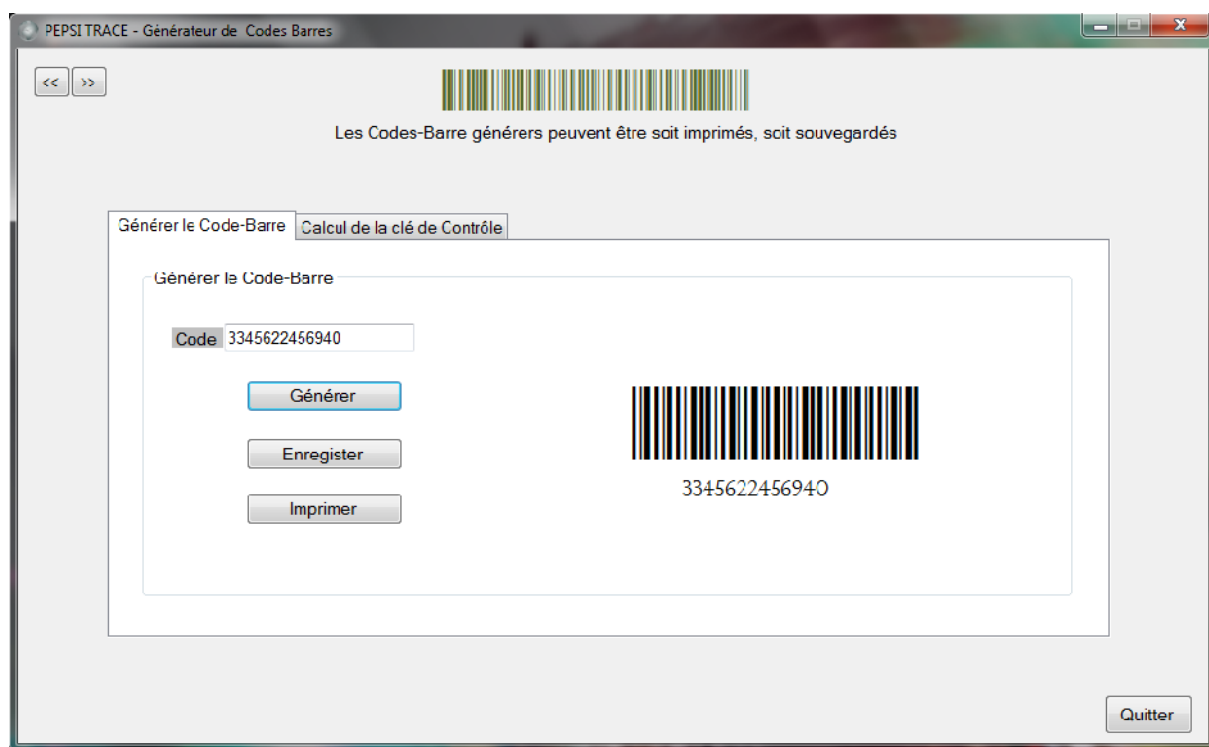 PEPSI TRACE - Générateur de Codes Barres
<< >>
Les Codes-Barre générers peuvent être soit imprimés, soit souvegardés
Générer le Code-Barre Calcul de la clé de Contrôle
Générer le Code-Barre
Code 3345622456940
Générer
Enregister
Imprimer
3345622456940
Quitter